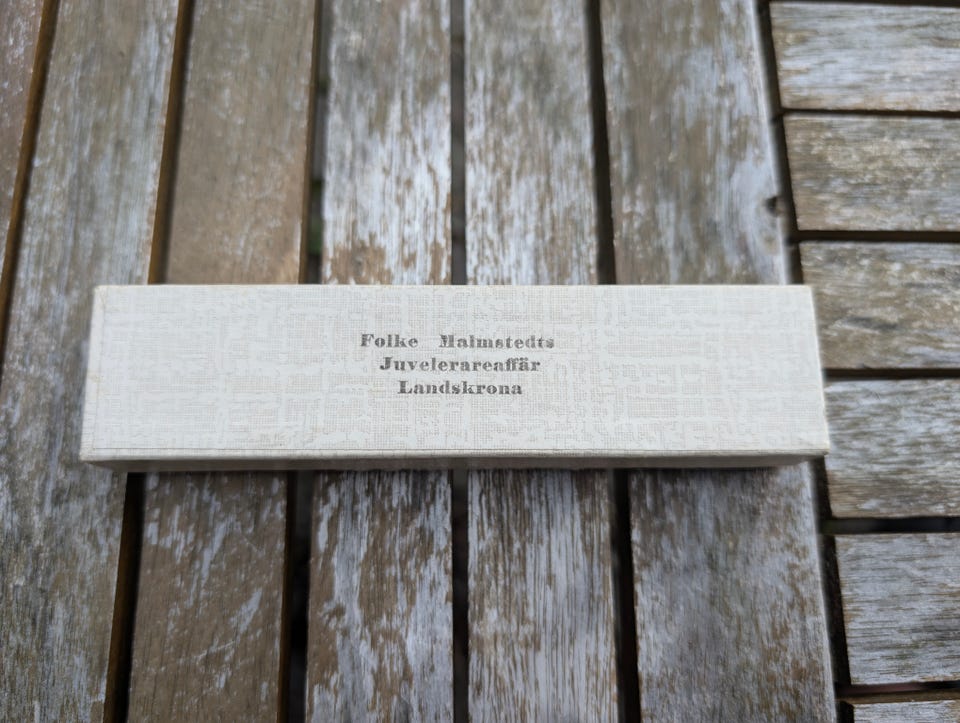 Folke Malmstedts
Juvelerareaffär
Landskrona